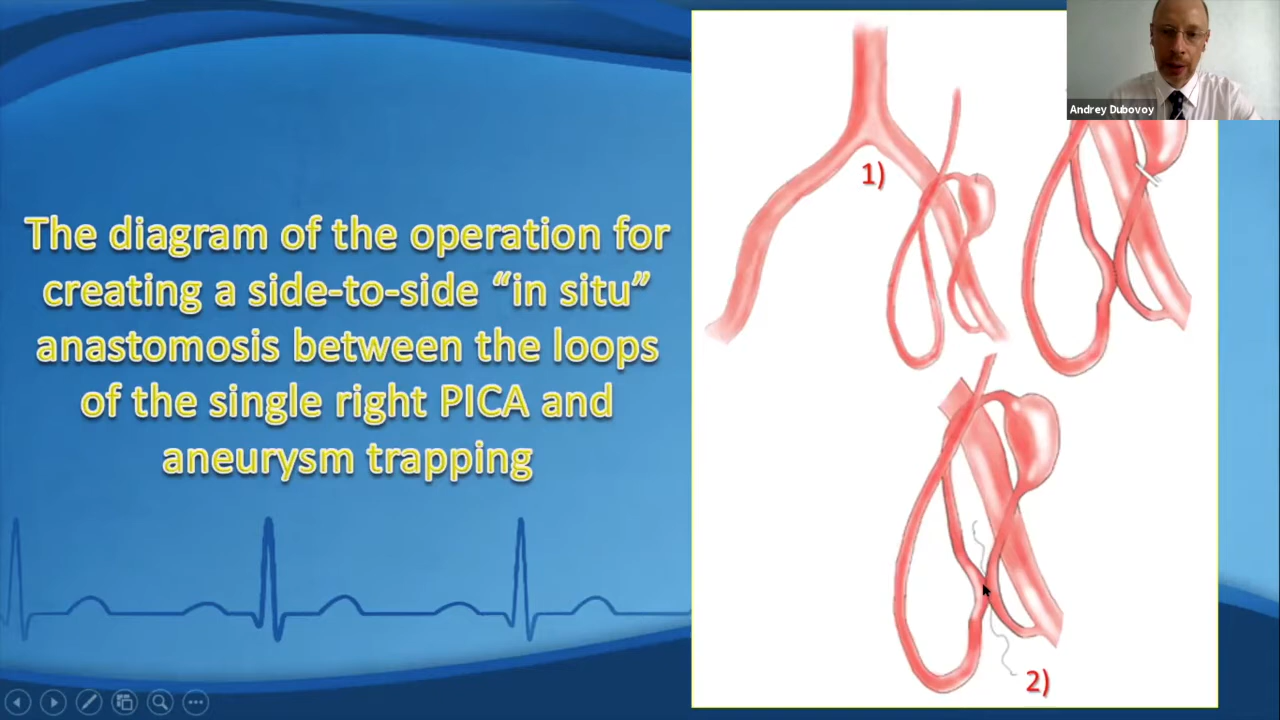 Andrey Dubovoy
The diagram of the operation for
creating a side-to-side “in situ”
anastomosis between the loops
of the single right PICA and
aneurysm trapping
1)
2)